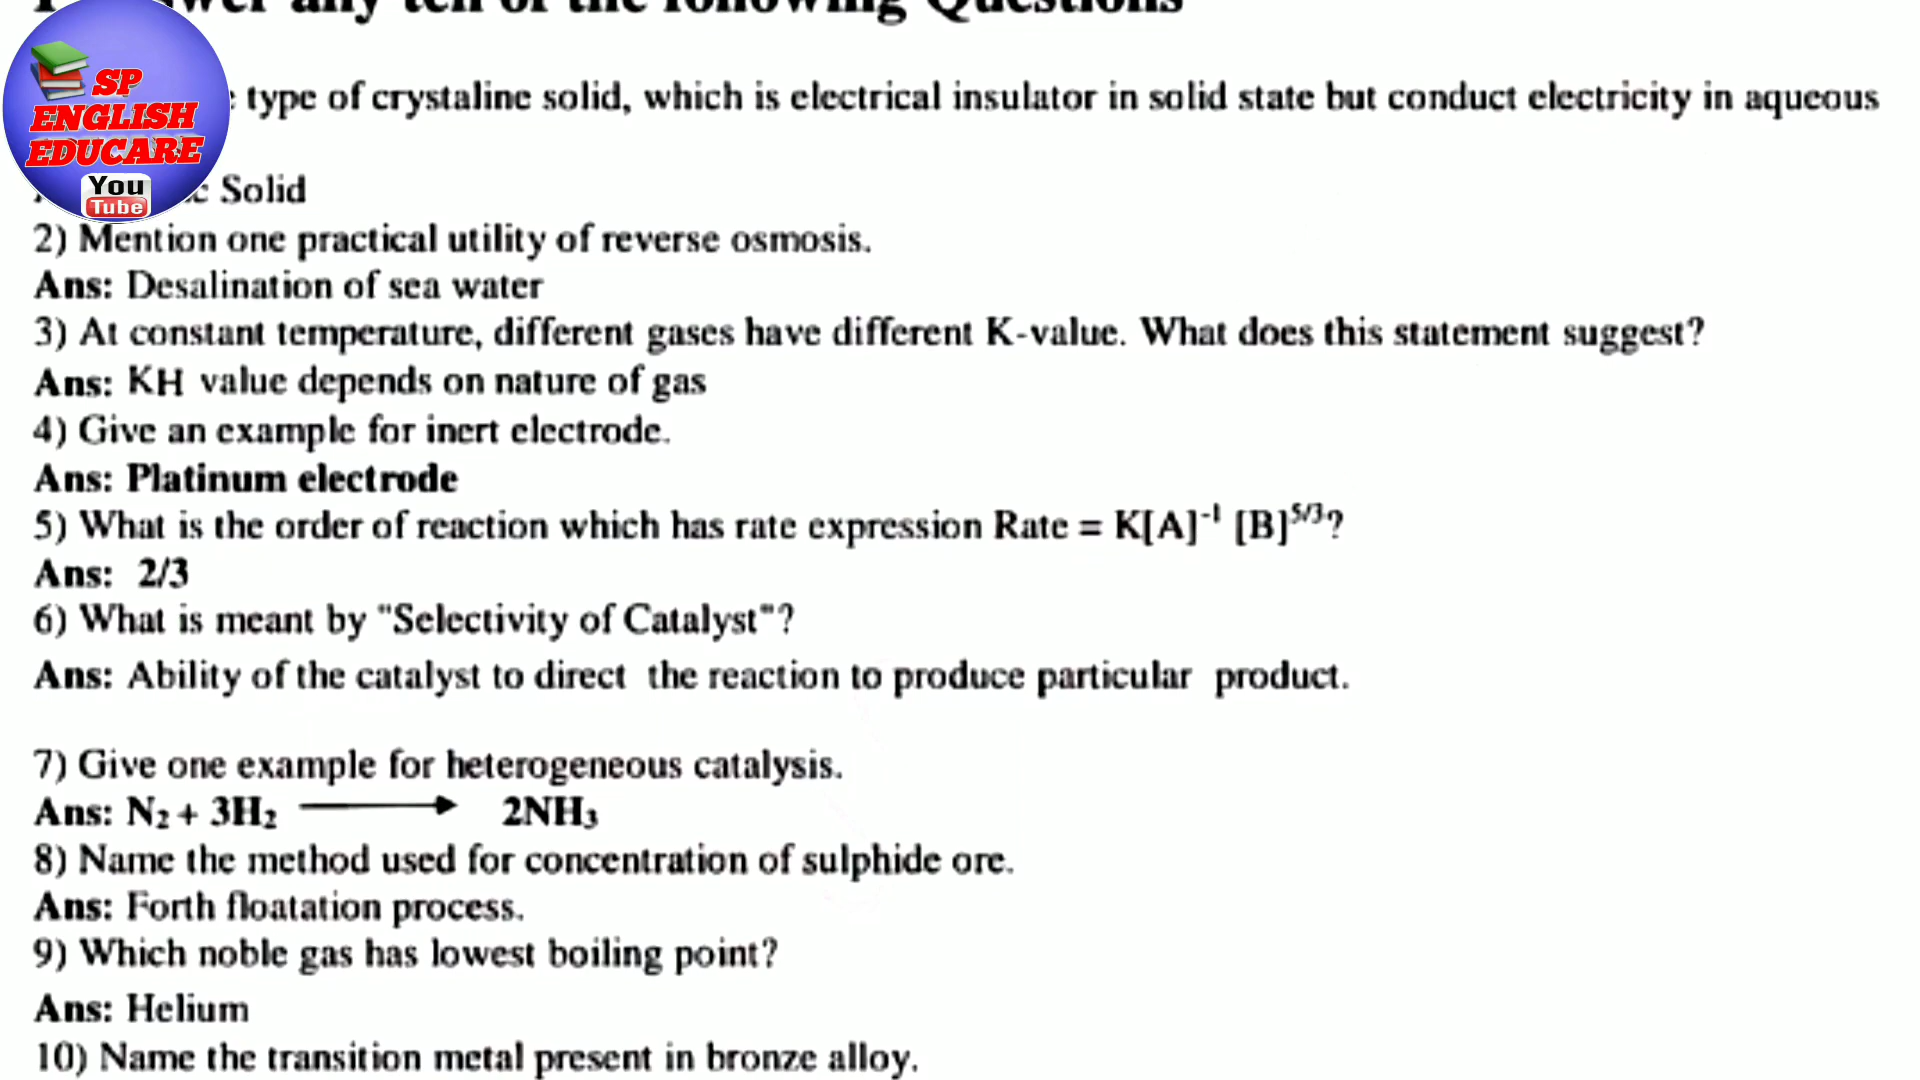 any ten of the following Questions
SP
ENGLISH
EDUCARE
You
Tube
type of crystaline solid, which is electrical insulator in solid state but conduct electricity in aqueous
Solid
2) Mention one practical utility of reverse osmosis.
Ans: Desalination of sea water
3) At constant temperature, different gases have different K-value. What does this statement suggest?
Ans: KH value depends on nature of gas
4) Give an example for inert electrode.
Ans: Platinum electrode
5) What is the order of reaction which has rate expression Rate = K[A]⁻¹ [B]⁵ᐟ³?
Ans: 2/3
6) What is meant by "Selectivity of Catalyst"?
Ans: Ability of the catalyst to direct the reaction to produce particular product.
7) Give one example for heterogeneous catalysis.
Ans: N₂ + 3H₂ ⟶ 2NH₃
8) Name the method used for concentration of sulphide ore.
Ans: Forth floatation process.
9) Which noble gas has lowest boiling point?
Ans: Helium
10) Name the transition metal present in bronze alloy.